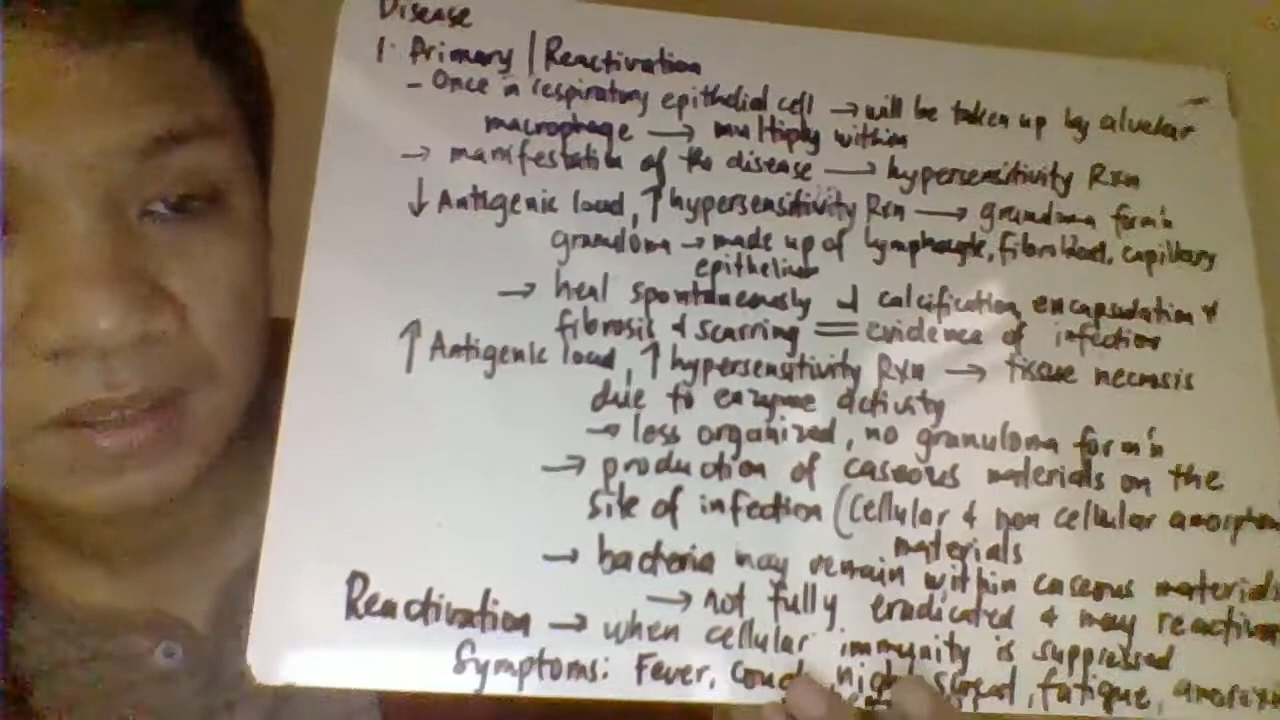 Disease
1. Primary | Reactivation
- Once in respiratory epithelial cell → will be taken up by alveolar
macrophage → multiply within
→ manifestation of the disease → hypersensitivity Rxn
↓ Antigenic load, ↑ hypersensitivity Rxn → granuloma form'n
granuloma → made up of lymphocyte, fibroblast, capillary
epithelium
→ heal spontaneously calcification, encapsulation &
fibrosis & scarring = evidence of infection
↑ Antigenic load, ↑ hypersensitivity Rxn → tissue necrosis
due to enzyme activity
→ less organized, no granuloma form'n
→ production of caseous materials on the
site of infection (Cellular & non cellular
materials
→ bacteria may remain within caseous
→ not fully eradicated & may
Reactivation → when cellular immunity is suppressed
Symptoms: Fever, fatigue,